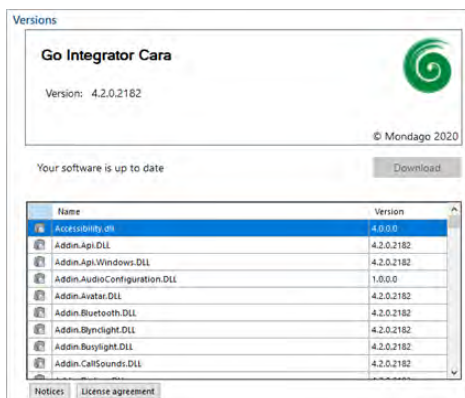 Versions
Go Integrator Cara
Version: 4.2.0.2182
© Mondago 2020
Your software is up to date
Download
Name Version
Accessibility.dll 4.0.0.0
Addin.Api.DLL 4.2.0.2182
Addin.Api.Windows.DLL 4.2.0.2182
Addin.AudioConfiguration.DLL 1.0.0.0
Addin.Avatar.DLL 4.2.0.2182
Addin.Bluetooth.DLL 4.2.0.2182
Addin.Blynclight.DLL 4.2.0.2182
Addin.Busylight.DLL 4.2.0.2182
Addin.CallSounds.DLL 4.2.0.2182
Notices License agreement